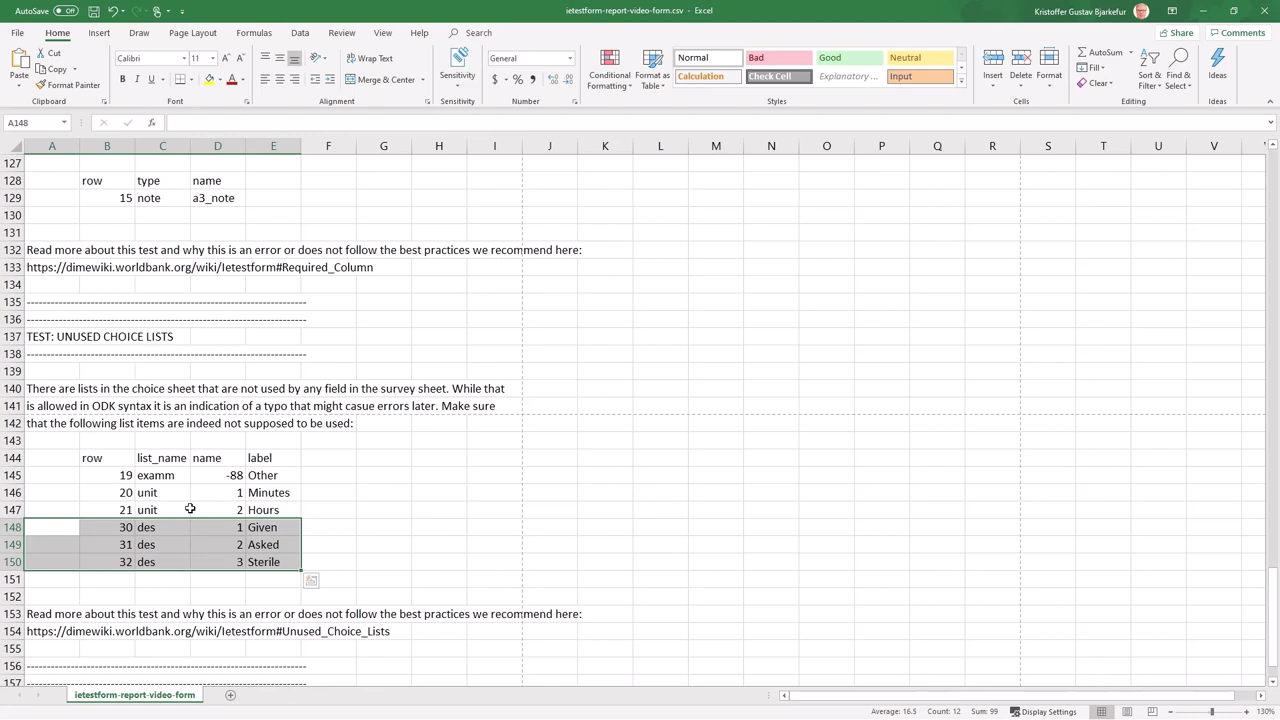 AutoSave Off ietestform-report-video-form.csv - Excel Kristoffer Gustav Bjarkefur
File Home Insert Draw Page Layout Formulas Data Review View Help Search Share Comments
Paste Cut Copy Format Painter Clipboard
Calibri 11 B I U A Font
Wrap Text Merge & Center Alignment
Sensitivity Sensitivity
General $ % Number
Conditional Formatting Format as Table Normal Bad Good Neutral Calculation Check Cell Explanatory ... Input Styles
Insert Delete Format Cells
AutoSum Fill Clear Sort & Filter Find & Select Editing
Ideas Ideas
A148 fx
A B C D E F G H I J K L M N O P Q R S T U V
127
128 row type name
129 15 note a3_note
130
131
132 Read more about this test and why this is an error or does not follow the best practices we recommend here:
133 https://dimewiki.worldbank.org/wiki/Ietestform#Required_Column
134
135 ----------------------------------------------------------------------
136 ----------------------------------------------------------------------
137 TEST: UNUSED CHOICE LISTS
138 ----------------------------------------------------------------------
139
140 There are lists in the choice sheet that are not used by any field in the survey sheet. While that
141 is allowed in ODK syntax it is an indication of a typo that might casue errors later. Make sure
142 that the following list items are indeed not supposed to be used:
143
144 row list_name name label
145 19 examm -88 Other
146 20 unit 1 Minutes
147 21 unit 2 Hours
148 30 des 1 Given
149 31 des 2 Asked
150 32 des 3 Sterile
151
152
153 Read more about this test and why this is an error or does not follow the best practices we recommend here:
154 https://dimewiki.worldbank.org/wiki/Ietestform#Unused_Choice_Lists
155
156 ----------------------------------------------------------------------
157 ----------------------------------------------------------------------
ietestform-report-video-form
Average: 16.5 Count: 12 Sum: 99 Display Settings 130%